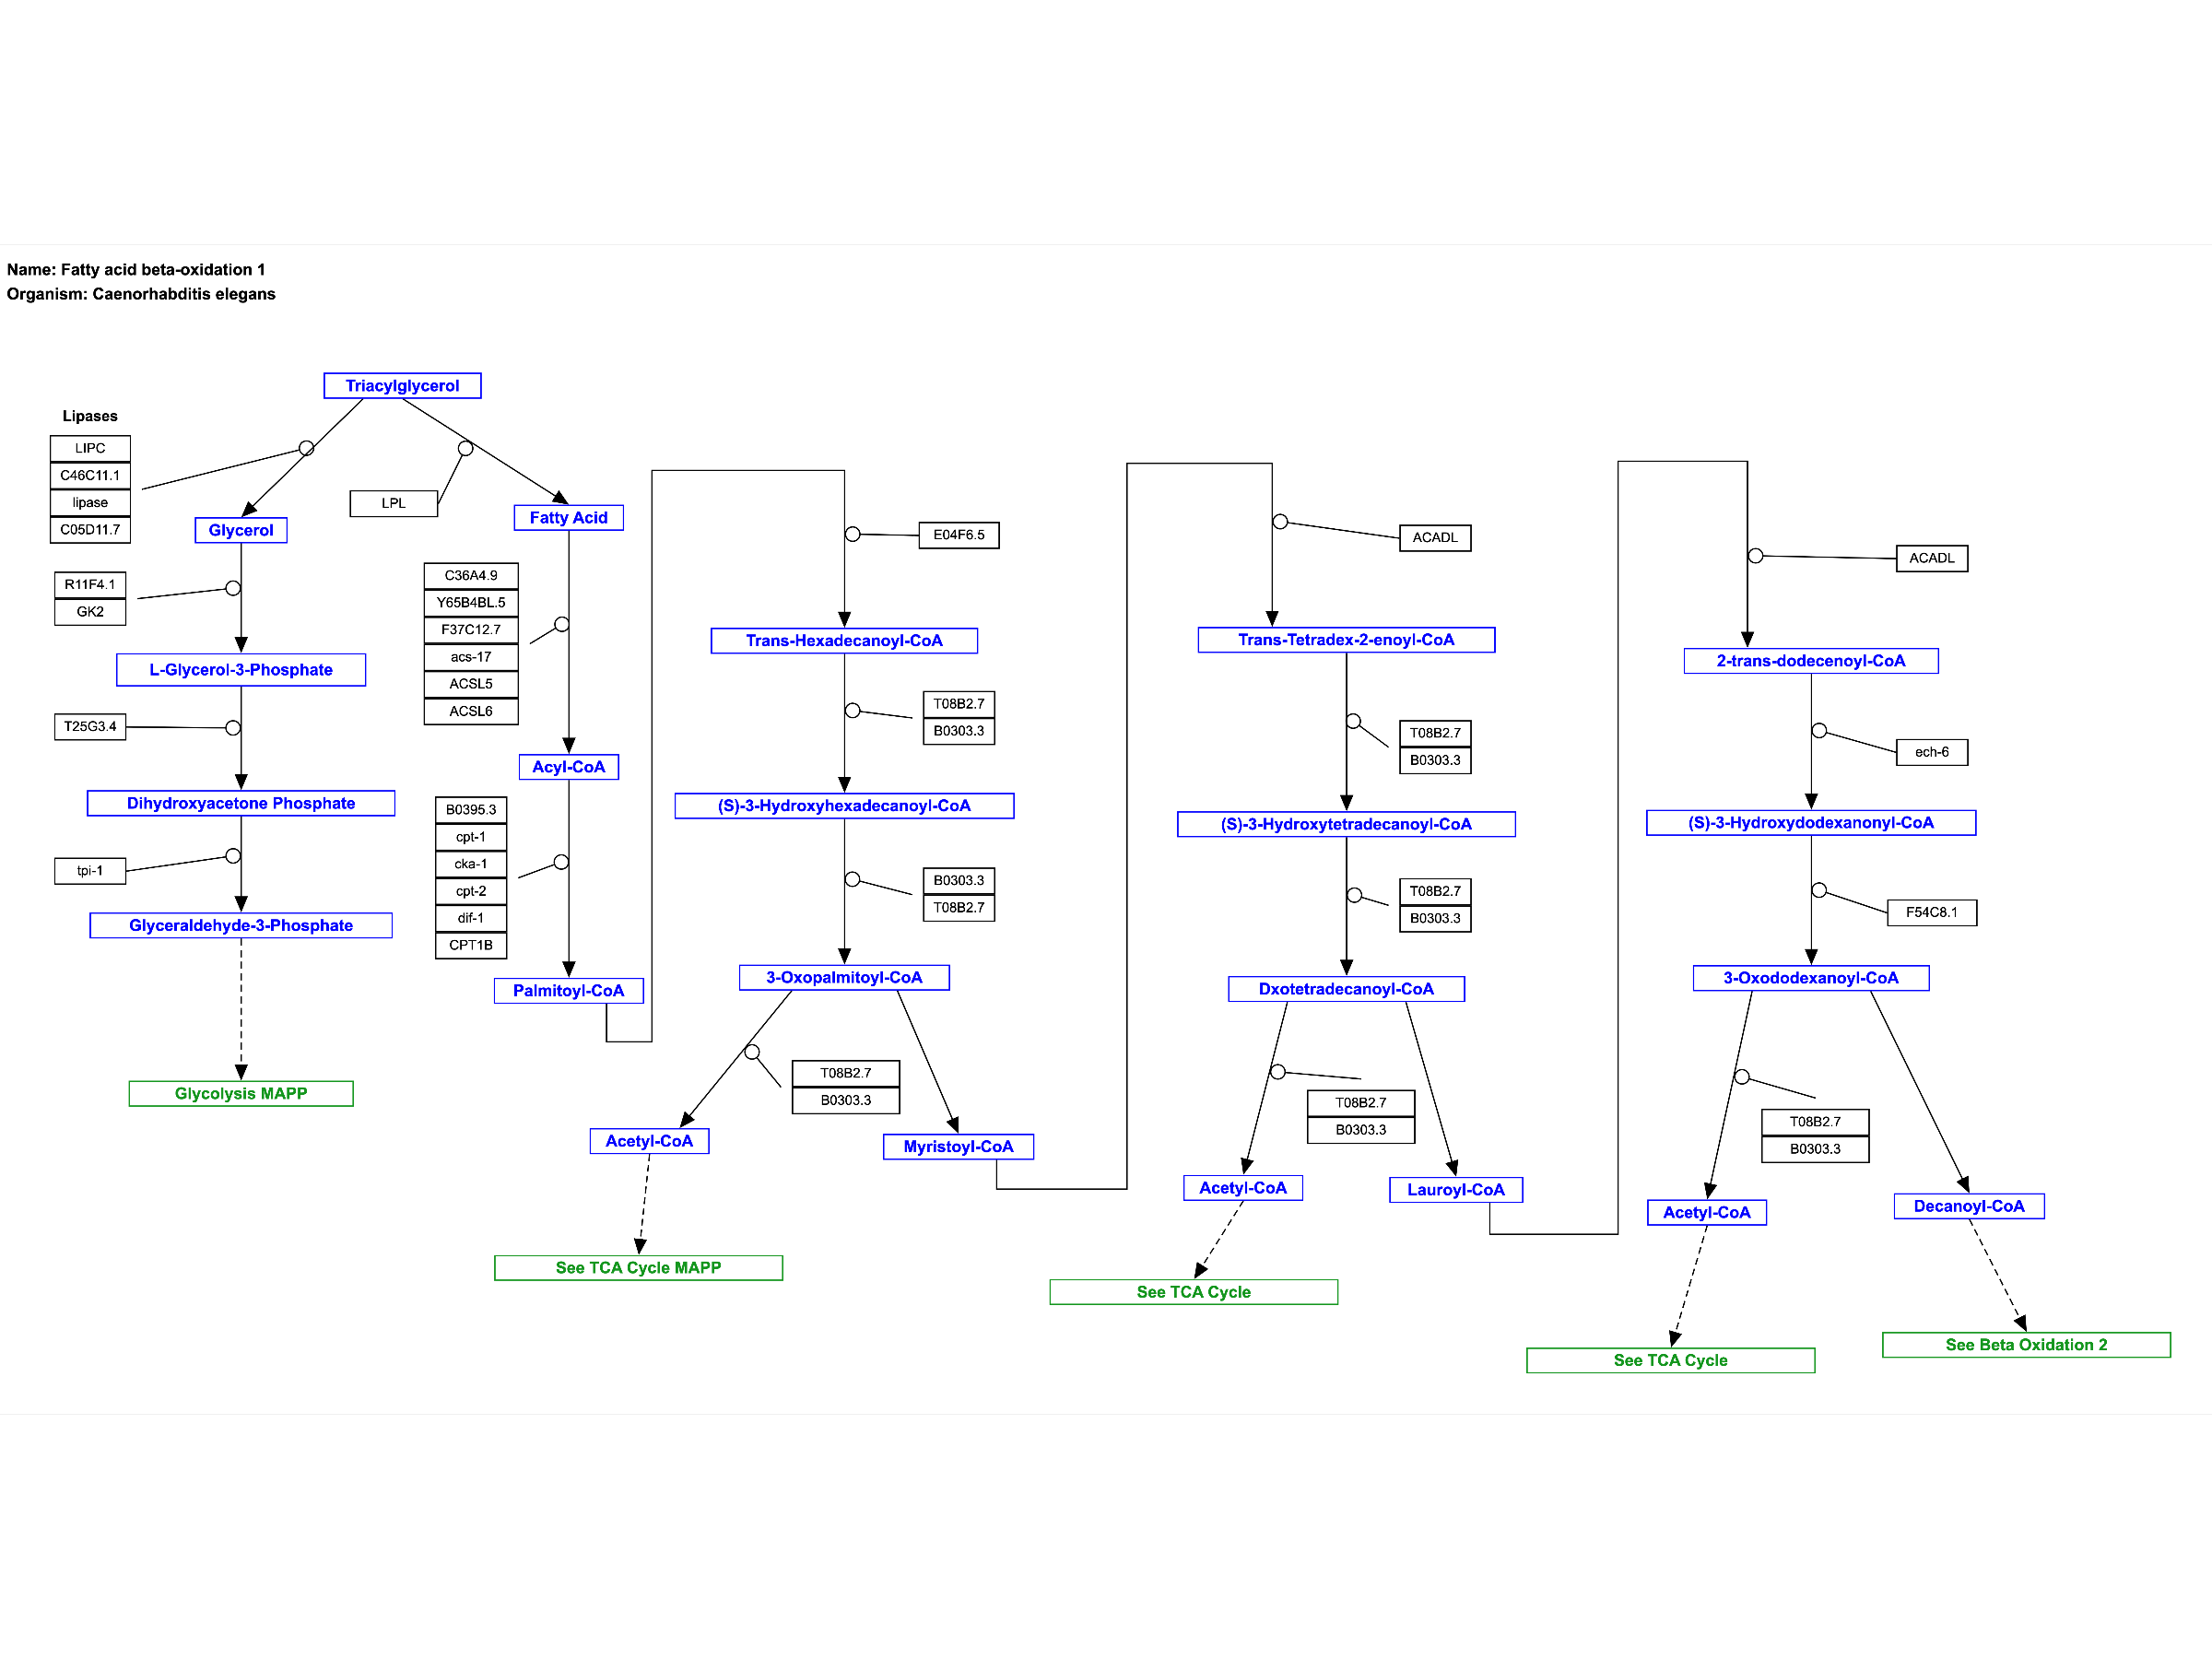 Name: Fatty acid beta-oxidation 1
Organism: Caenorhabditis elegans
Triacylglycerol
Lipases
LIPC
C46C11.1
lipase
C05D11.7
LPL
Glycerol
Fatty Acid
R11F4.1
GK2
L-Glycerol-3-Phosphate
T25G3.4
Dihydroxyacetone Phosphate
tpi-1
Glyceraldehyde-3-Phosphate
Glycolysis MAPP
C36A4.9
Y65B4BL.5
F37C12.7
acs-17
ACSL5
ACSL6
Acyl-CoA
B0395.3
cpt-1
cka-1
cpt-2
dif-1
CPT1B
Palmitoyl-CoA
E04F6.5
Trans-Hexadecanoyl-CoA
T08B2.7
B0303.3
(S)-3-Hydroxyhexadecanoyl-CoA
B0303.3
T08B2.7
3-Oxopalmitoyl-CoA
T08B2.7
B0303.3
Acetyl-CoA
Myristoyl-CoA
See TCA Cycle MAPP
ACADL
Trans-Tetradex-2-enoyl-CoA
T08B2.7
B0303.3
(S)-3-Hydroxytetradecanoyl-CoA
T08B2.7
B0303.3
Dxotetradecanoyl-CoA
T08B2.7
B0303.3
Acetyl-CoA
Lauroyl-CoA
See TCA Cycle
ACADL
2-trans-dodecenoyl-CoA
ech-6
(S)-3-Hydroxydodexanonyl-CoA
F54C8.1
3-Oxododexanoyl-CoA
T08B2.7
B0303.3
Acetyl-CoA
Decanoyl-CoA
See TCA Cycle
See Beta Oxidation 2